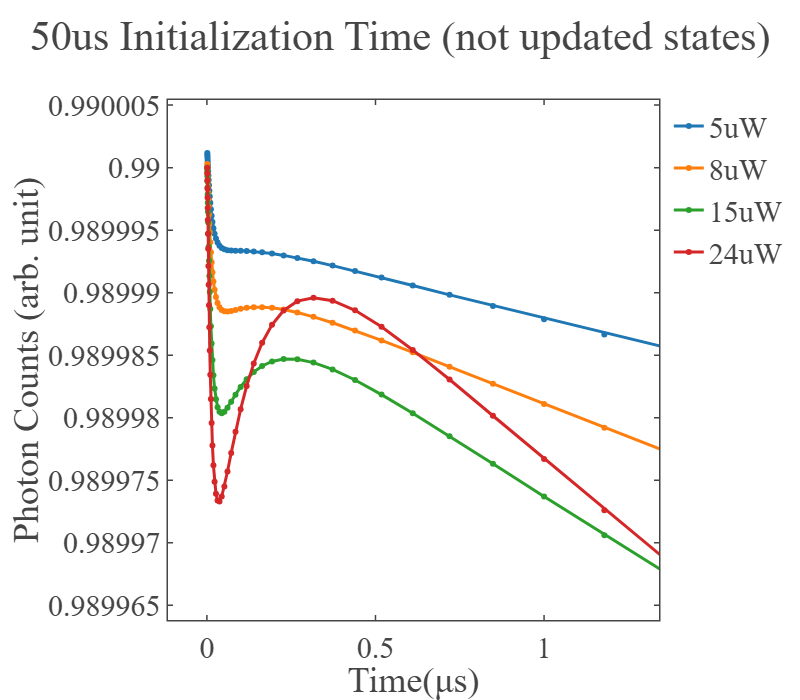 50us Initialization Time (not updated states)
0.990005
0.99
0.989995
0.98999
0.989985
0.98998
0.989975
0.98997
0.989965
Photon Counts (arb. unit)
0
0.5
1
Time(μs)
5uW
8uW
15uW
24uW